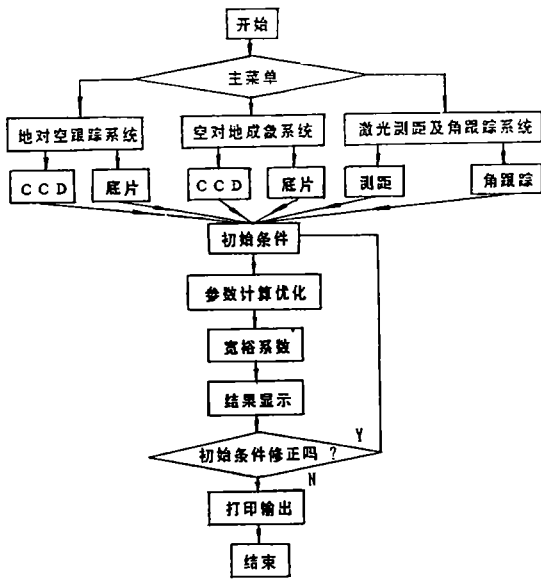 开始
主菜单
地对空跟踪系统 空对地成象系统 激光测距及角跟踪系统
CCD 底片 CCD 底片 测距 角跟踪
初始条件
参数计算优化
宽裕系数
结果显示
Y
初始条件修正吗?
N
打印输出
结束